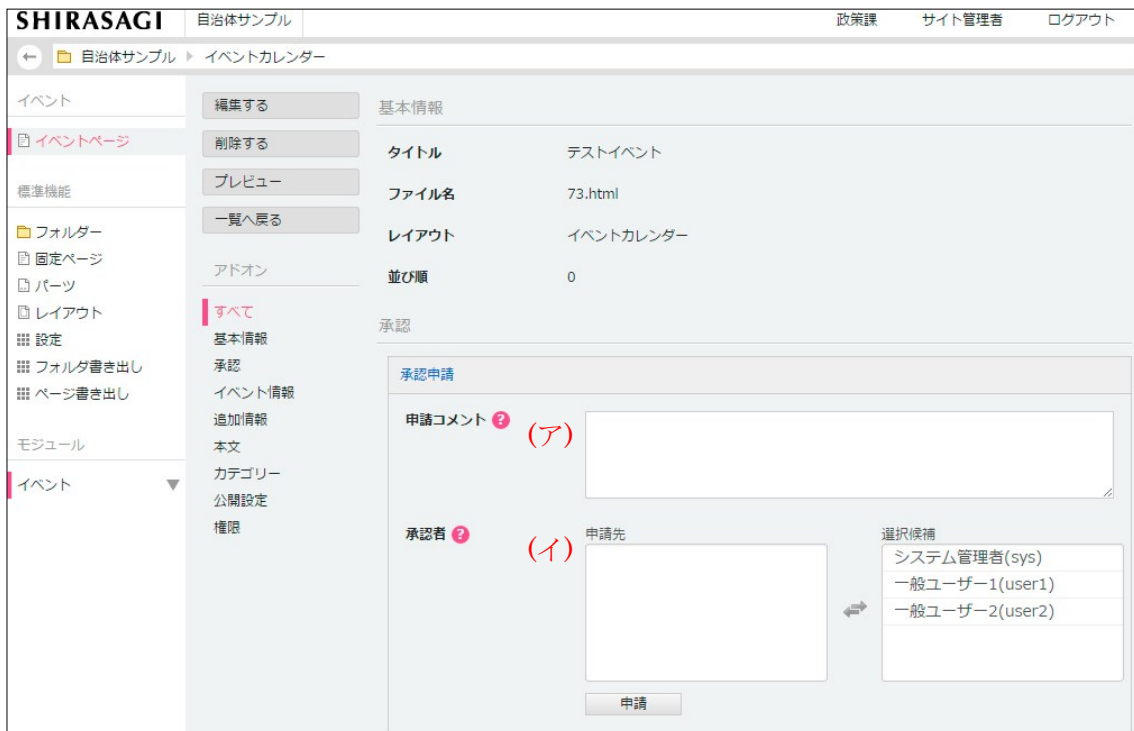 SHIRASAGI 自治体サンプル 政策課 サイト管理者 ログアウト
自治体サンプル イベントカレンダー
イベント
イベントページ
標準機能
フォルダー
固定ページ
パーツ
レイアウト
設定
フォルダ書き出し
ページ書き出し
モジュール
イベント
編集する
削除する
プレビュー
一覧へ戻る
アドオン
すべて
基本情報
承認
イベント情報
追加情報
本文
カテゴリー
公開設定
権限
基本情報
タイトル テストイベント
ファイル名 73.html
レイアウト イベントカレンダー
並び順 0
承認
承認申請
申請コメント ? (ア)
承認者 ? (イ)
申請先
選択候補
システム管理者(sys)
一般ユーザー1(user1)
一般ユーザー2(user2)
申請